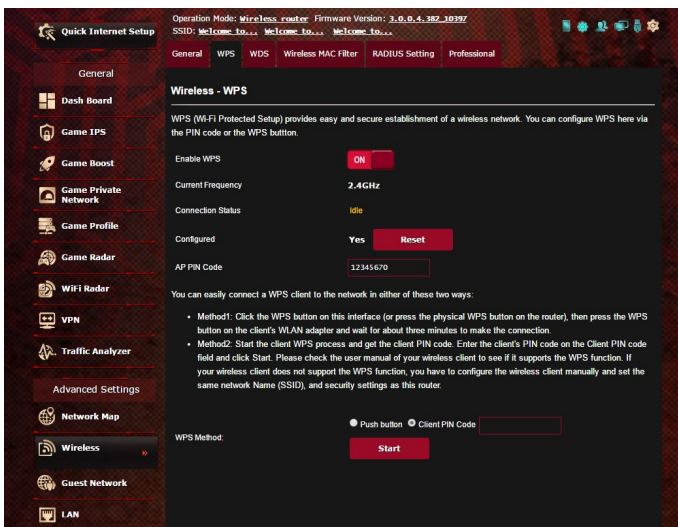 Quick Internet Setup
Operation Mode: Wireless router Firmware Version: 3.0.0.4.382_10397
SSID: Welcome to... Welcome to... Welcome to...
General WPS WDS Wireless MAC Filter RADIUS Setting Professional
General
Dash Board
Game IPS
Game Boost
Game Private
Network
Game Profile
Game Radar
WiFi Radar
VPN
Traffic Analyzer
Advanced Settings
Network Map
Wireless »
Guest Network
LAN
Wireless - WPS
WPS (Wi-Fi Protected Setup) provides easy and secure establishment of a wireless network. You can configure WPS here via
the PIN code or the WPS buttton.
Enable WPS ON
Current Frequency 2.4GHz
Connection Status Idle
Configured Yes Reset
AP PIN Code 12345670
You can easily connect a WPS client to the network in either of these two ways:
• Method1: Click the WPS button on this interface (or press the physical WPS button on the router), then press the WPS
button on the client's WLAN adapter and wait for about three minutes to make the connection.
• Method2: Start the client WPS process and get the client PIN code. Enter the client's PIN code on the Client PIN code
field and click Start. Please check the user manual of your wireless client to see if it supports the WPS function. If
your wireless client does not support the WPS function, you have to configure the wireless client manually and set the
same network Name (SSID), and security settings as this router.
WPS Method: Push button Client PIN Code
Start